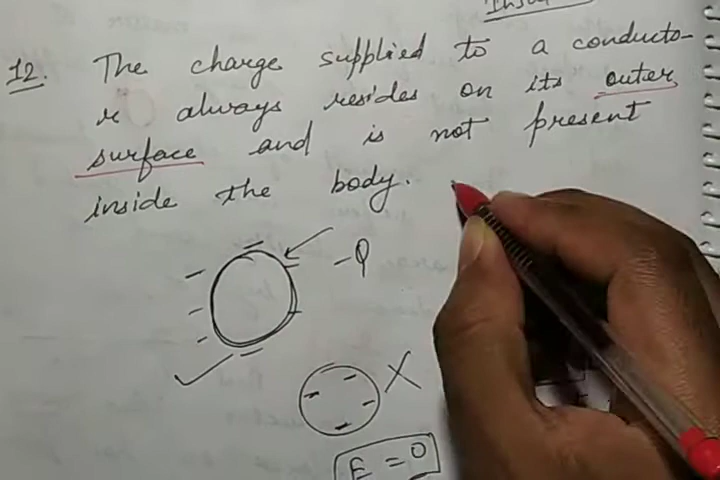 12. The charge supplied to a conducto-
r always resides on its outer
surface and is not present
inside the body.
-Q
E = 0